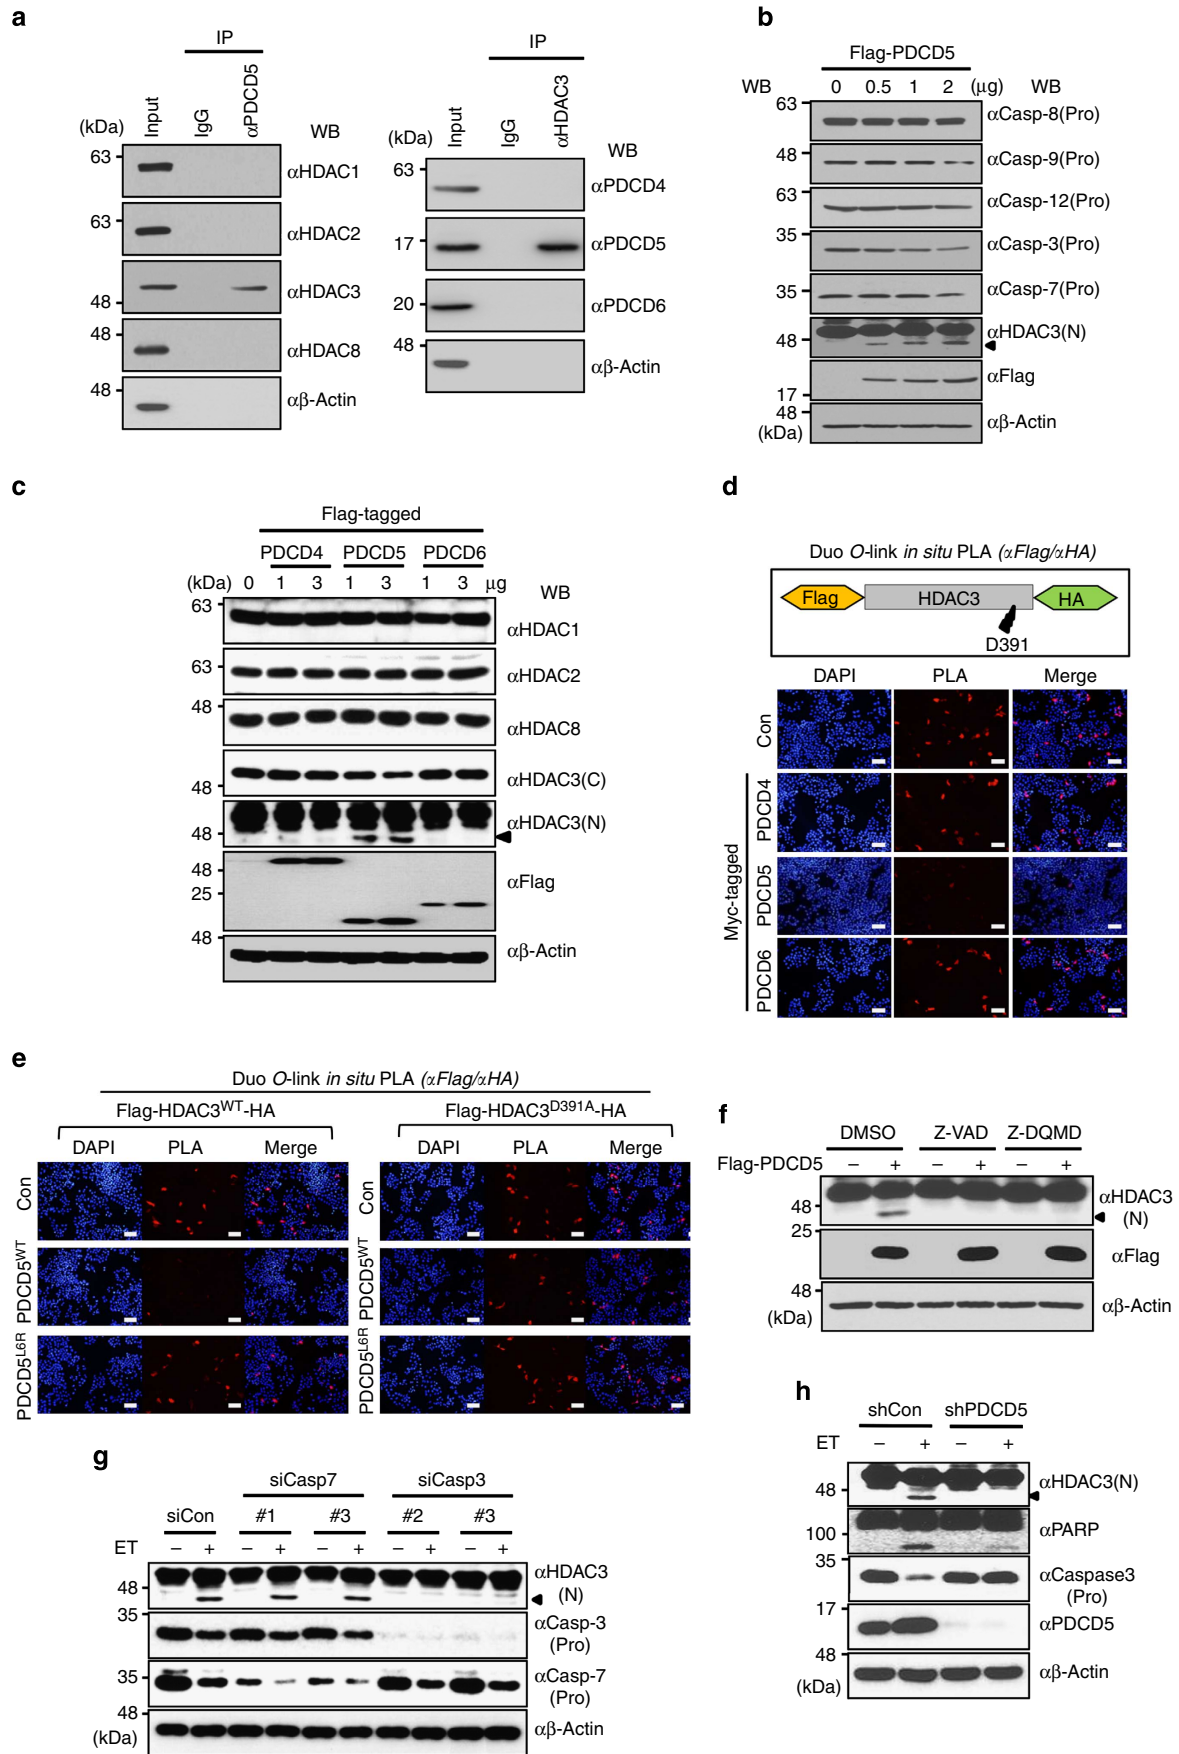 a
IP
(kDa) Input IgG αPDCD5 WB
63 αHDAC1
63 αHDAC2
48 αHDAC3
48 αHDAC8
48 αβ-Actin
IP
(kDa) Input IgG αHDAC3 WB
63 αPDCD4
17 αPDCD5
20 αPDCD6
48 αβ-Actin
b
Flag-PDCD5
WB 0 0.5 1 2 (μg) WB
63 αCasp-8(Pro)
48 αCasp-9(Pro)
63 αCasp-12(Pro)
35 αCasp-3(Pro)
35 αCasp-7(Pro)
48 αHDAC3(N)
17 αFlag
48 αβ-Actin
(kDa)
c
Flag-tagged
PDCD4 PDCD5 PDCD6
(kDa) 0 1 3 1 3 1 3 μg WB
63 αHDAC1
63 αHDAC2
48 αHDAC8
48 αHDAC3(C)
48 αHDAC3(N)
48
25 αFlag
48 αβ-Actin
d
Duo O-link in situ PLA (αFlag/αHA)
Flag HDAC3 HA
D391
DAPI PLA Merge
Con
Myc-tagged
PDCD4
PDCD5
PDCD6
e
Duo O-link in situ PLA (αFlag/αHA)
Flag-HDAC3WT-HA Flag-HDAC3D391A-HA
DAPI PLA Merge DAPI PLA Merge
Con Con
PDCD5WT PDCD5WT
PDCD5L6R PDCD5L6R
f
DMSO Z-VAD Z-DQMD
Flag-PDCD5 − + − + − +
48 αHDAC3
(N)
25 αFlag
48 αβ-Actin
(kDa)
g
siCasp7 siCasp3
siCon #1 #3 #2 #3
ET − + − + − + − + − +
48 αHDAC3
(N)
35 αCasp-3
(Pro)
35 αCasp-7
(Pro)
48 αβ-Actin
(kDa)
h
shCon shPDCD5
ET − + − +
48 αHDAC3(N)
100 αPARP
35 αCaspase3
(Pro)
17 αPDCD5
48 αβ-Actin
(kDa)